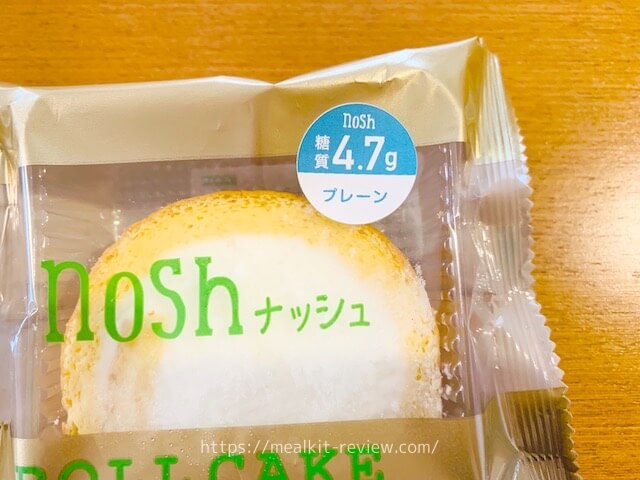 nosh
糖質 4.7g
プレーン
nosh ナッシュ
https://mealkit-review.com/
ROLL CAKE